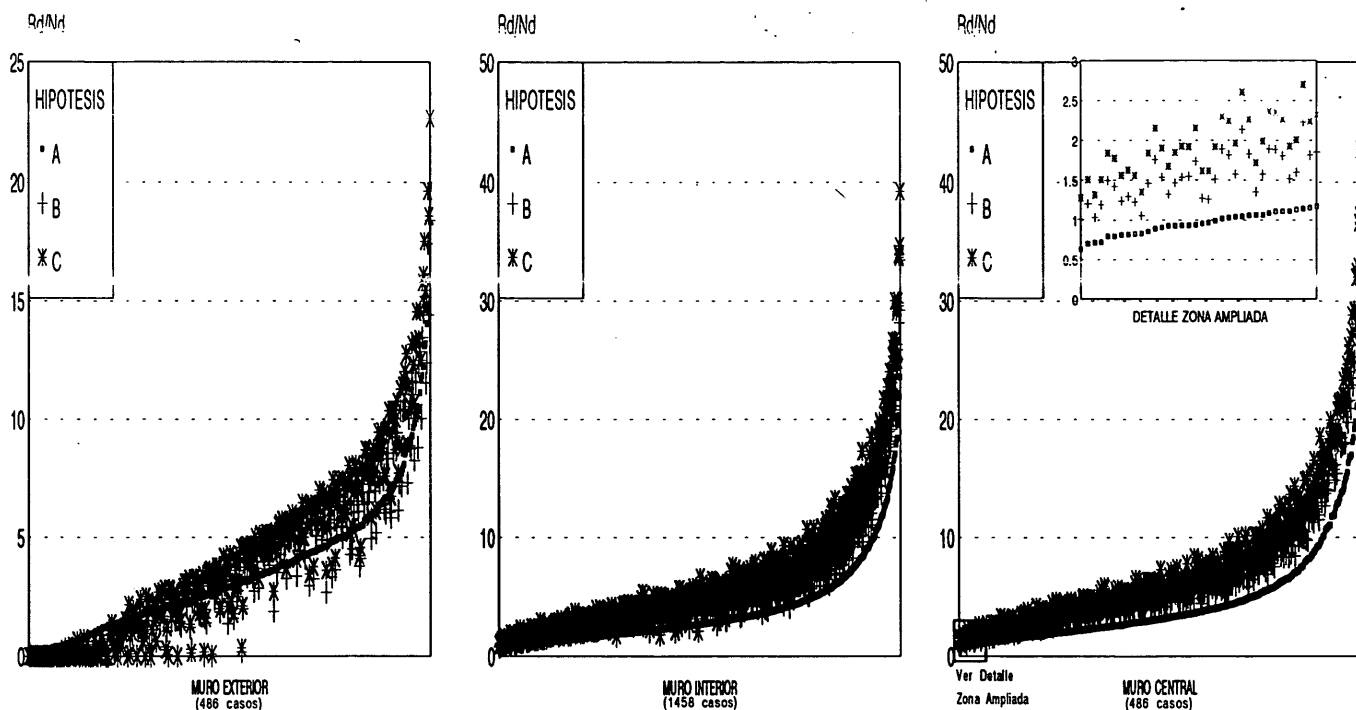 Rd/Nd
25
20
15
10
5
0
HIPOTESIS
A
B
C
MURO EXTERIOR
(486 casos)
Rd/Nd
50
40
30
20
10
0
HIPOTESIS
A
B
C
MURO INTERIOR
(1458 casos)
Rd/Nd
50
40
30
20
10
0
HIPOTESIS
A
B
C
3
2.5
2
1.5
1
0.5
0
DETALLE ZONA AMPLIADA
Ver Detalle
Zona Ampliada
MURO CENTRAL
(486 casos)